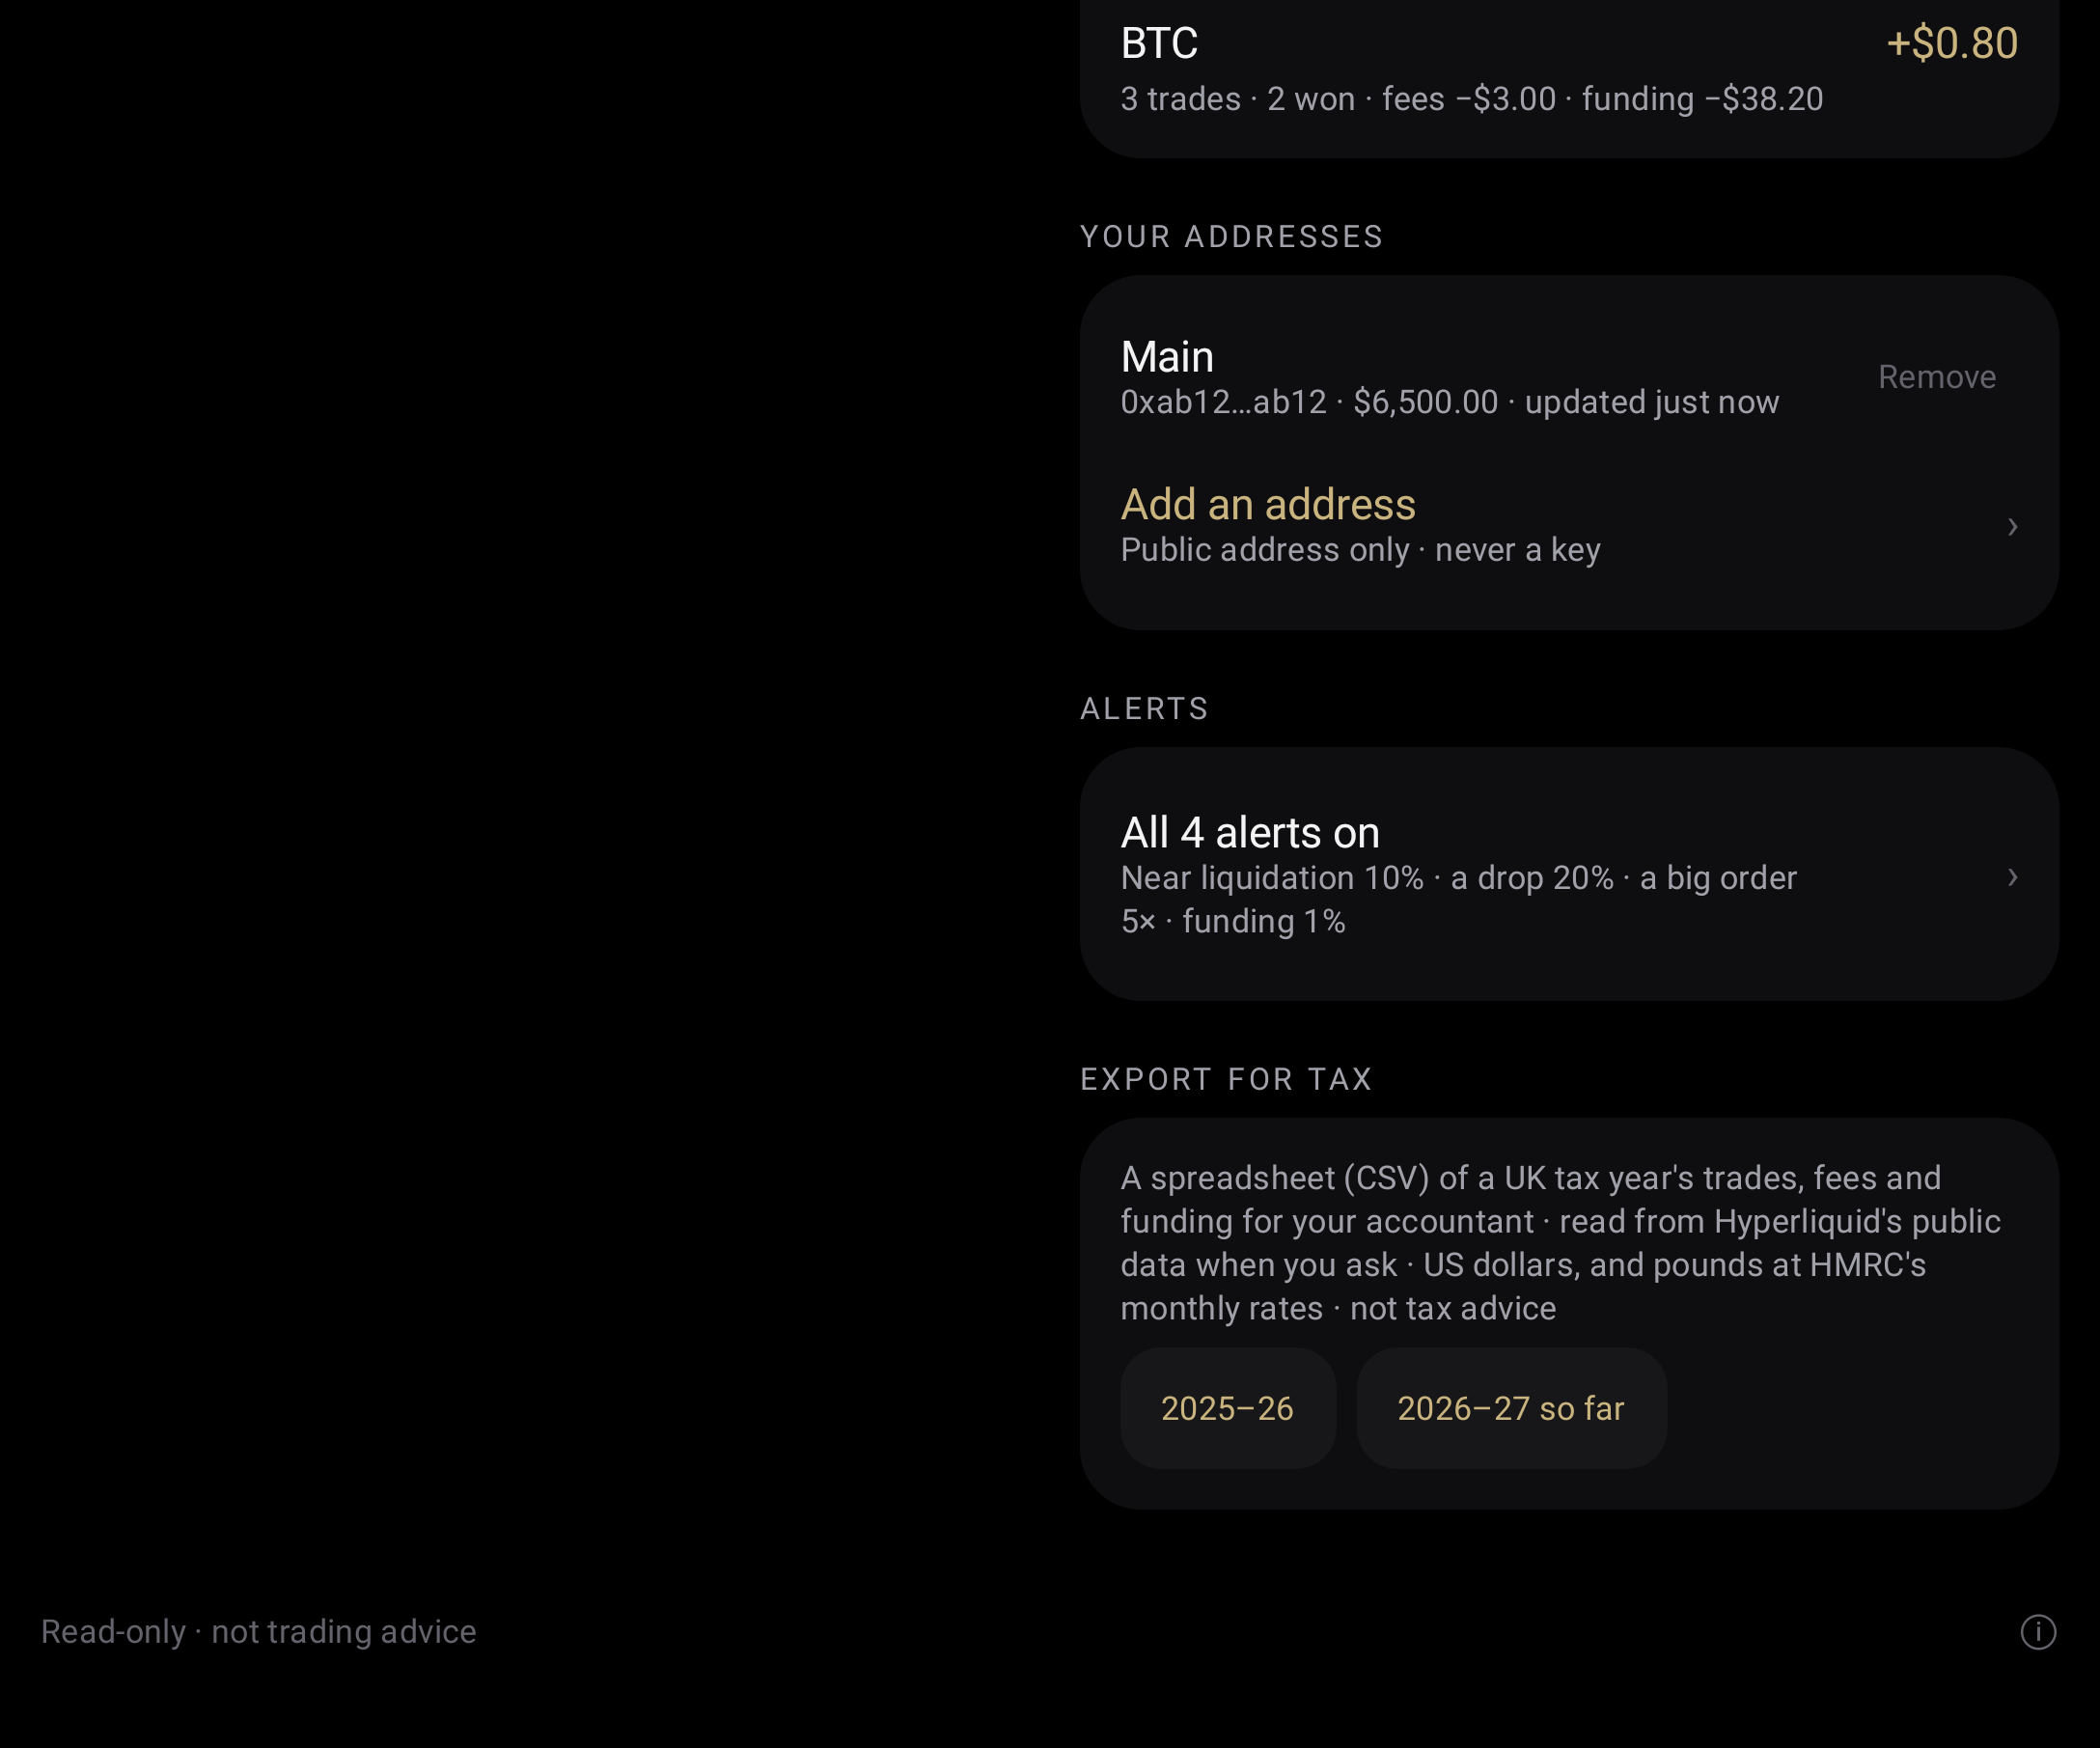 BTC
+$0.80
3 trades · 2 won · fees −$3.00 · funding −$38.20
YOUR ADDRESSES
Main
0xab12…ab12 · $6,500.00 · updated just now
Remove
Add an address
Public address only · never a key
›
ALERTS
All 4 alerts on
Near liquidation 10% · a drop 20% · a big order
5× · funding 1%
›
EXPORT FOR TAX
A spreadsheet (CSV) of a UK tax year's trades, fees and
funding for your accountant · read from Hyperliquid's public
data when you ask · US dollars, and pounds at HMRC's
monthly rates · not tax advice
2025–26
2026–27 so far
Read-only · not trading advice